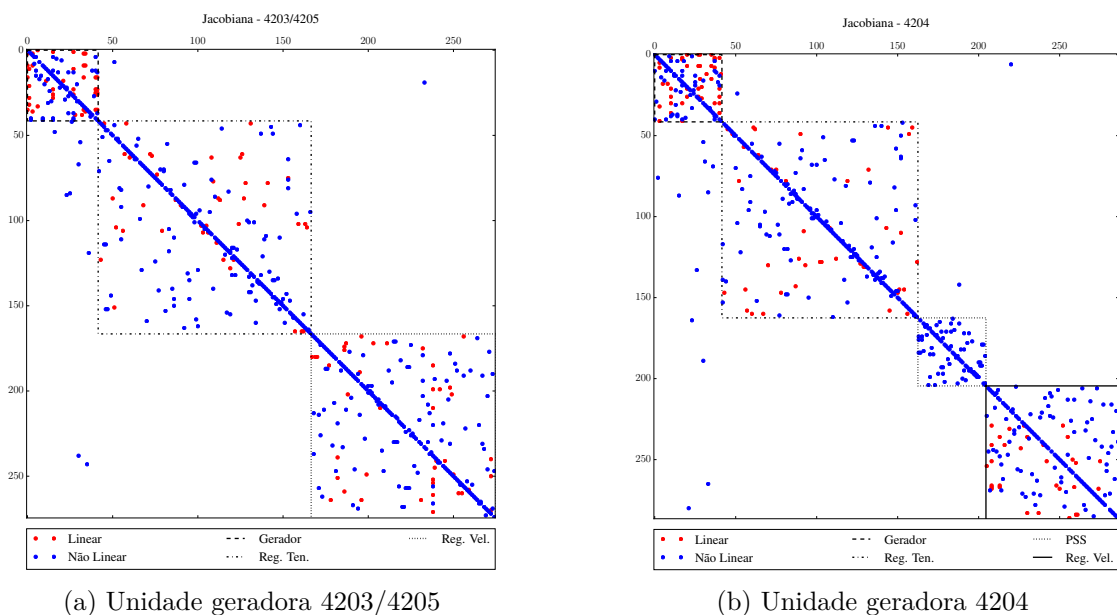 Jacobiana - 4203/4205
0 50 100 150 200 250
0
50
100
150
200
250
Linear
Não Linear
Gerador
Reg. Ten.
Reg. Vel.
(a) Unidade geradora 4203/4205
Jacobiana - 4204
0 50 100 150 200 250
0
50
100
150
200
250
Linear
Não Linear
Gerador
Reg. Ten.
PSS
Reg. Vel.
(b) Unidade geradora 4204